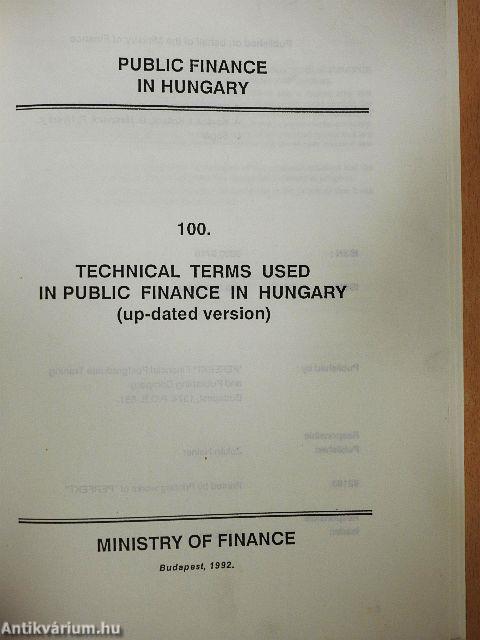 PUBLIC FINANCE
IN HUNGARY
100.
TECHNICAL TERMS USED
IN PUBLIC FINANCE IN HUNGARY
(up-dated version)
MINISTRY OF FINANCE
Budapest, 1992.
Antikvárium.hu